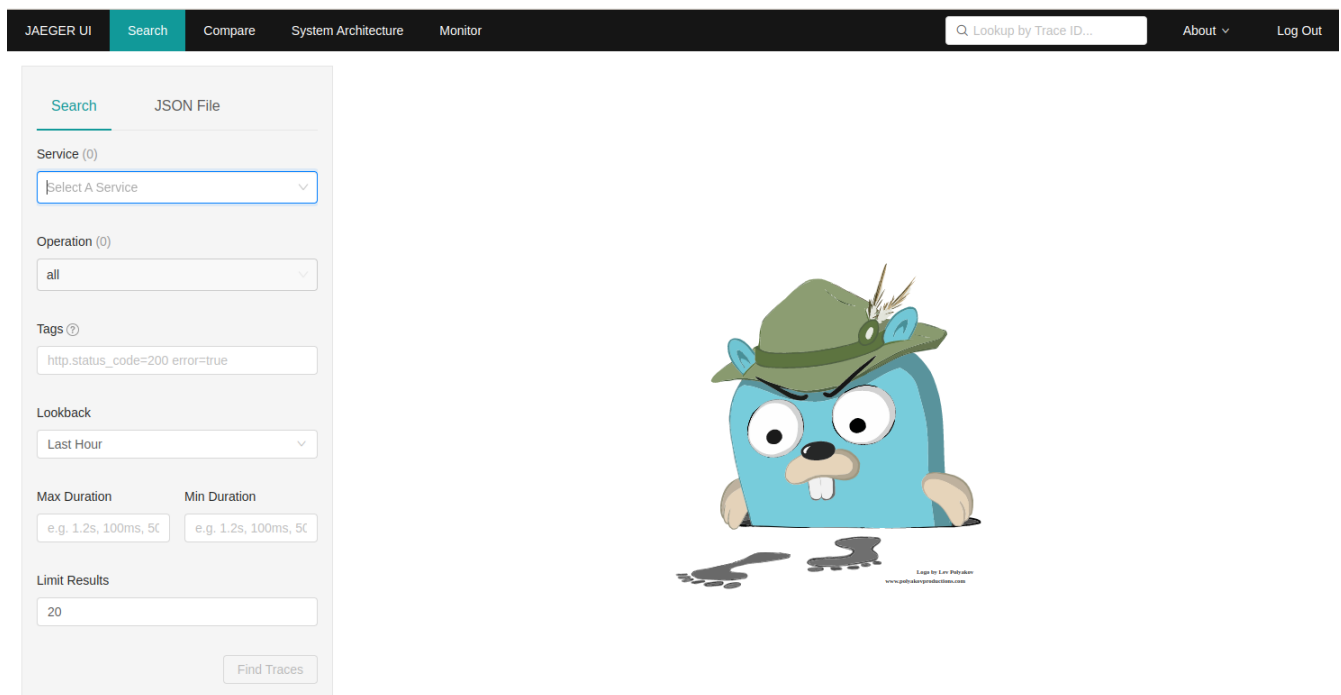 JAEGER UI Search Compare System Architecture Monitor Lookup by Trace ID... About Log Out
Search JSON File
Service (0)
Select A Service
Operation (0)
all
Tags ?
http.status_code=200 error=true
Lookback
Last Hour
Max Duration Min Duration
e.g. 1.2s, 100ms, 50 e.g. 1.2s, 100ms, 50
Limit Results
20
Find Traces
Logo by Lev Polyakov
www.polyakovproductions.com